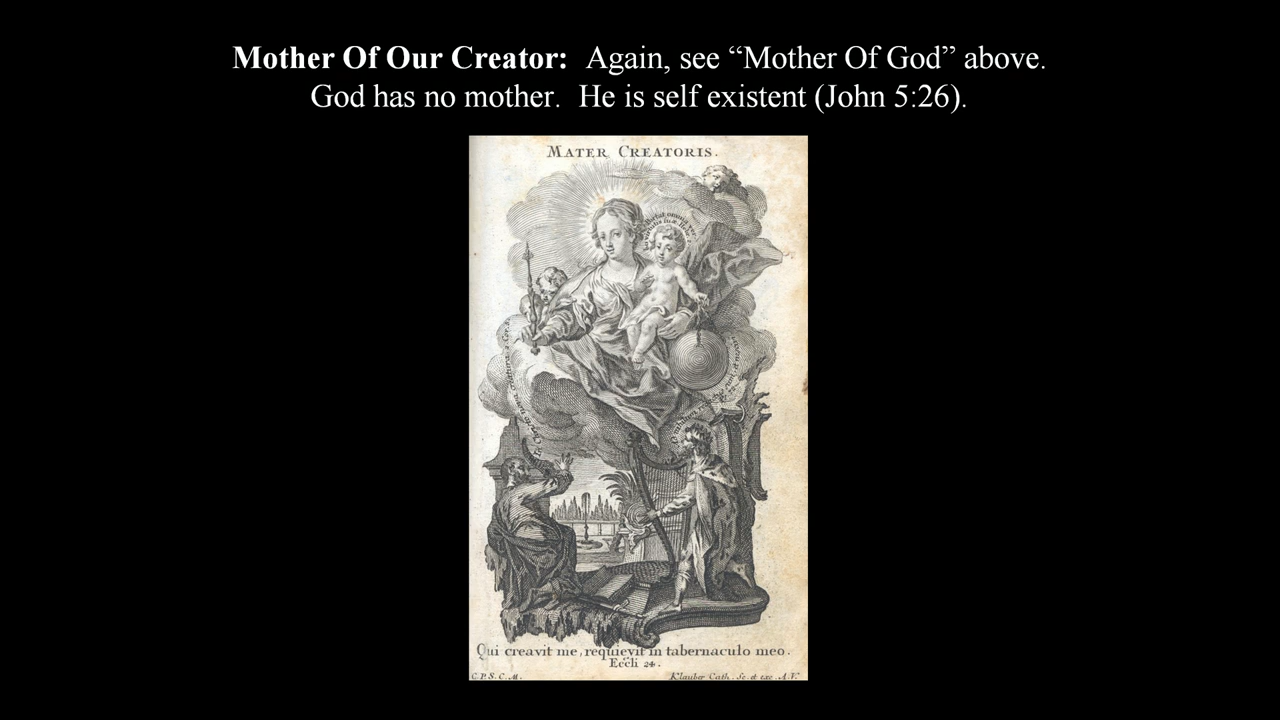 Mother Of Our Creator:  Again, see “Mother Of God” above.
God has no mother.  He is self existent (John 5:26).
MATER CREATORIS.
Qui creavit me, requievit in tabernaculo meo.
Eccli 24.
C.P.S.C.M.
Klauber Cath. Sc. et exc. A.V.